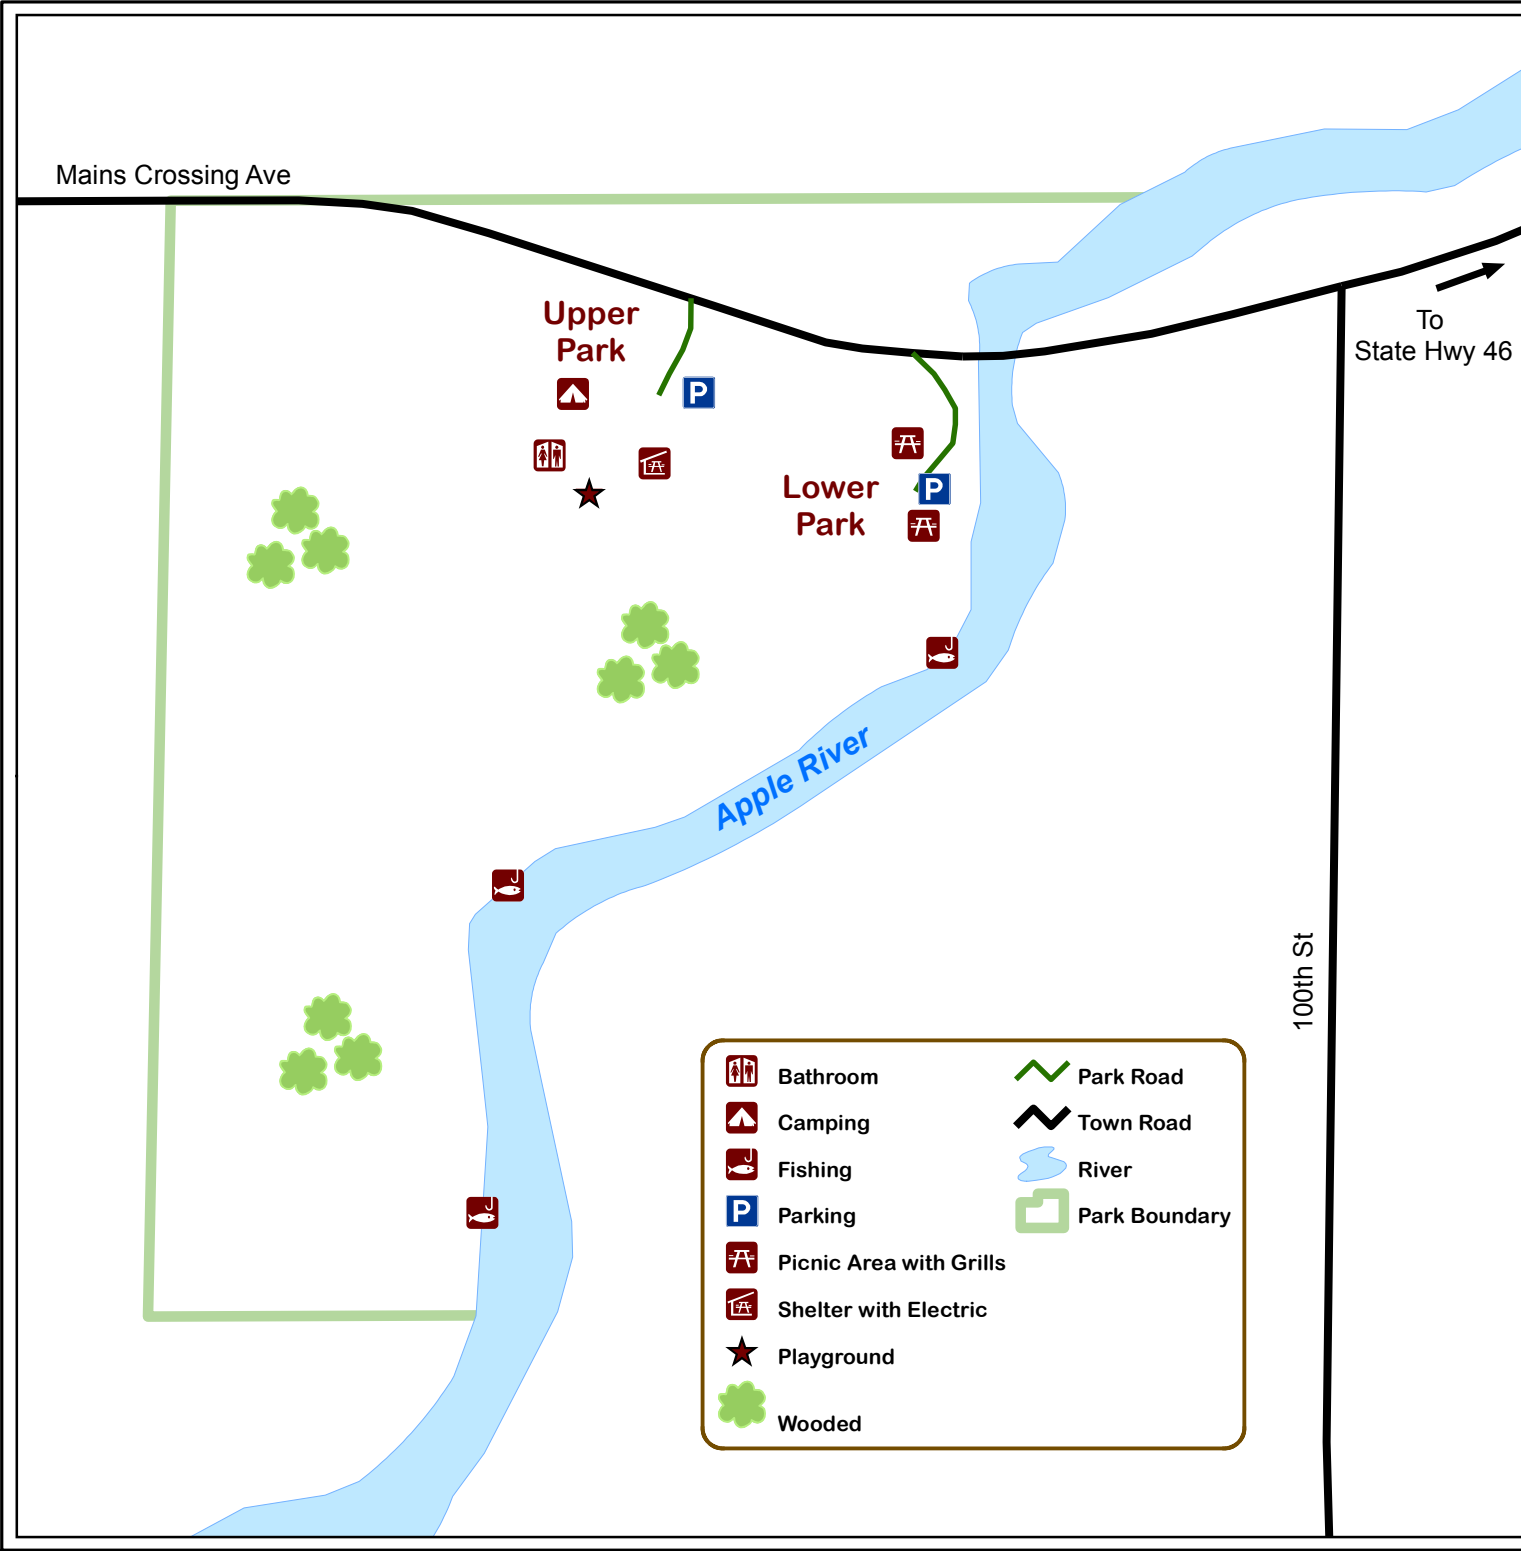 Mains Crossing Ave
Upper
Park
P
To
State Hwy 46
Lower
Park
P
Apple River
100th St
Bathroom
Park Road
Camping
Town Road
Fishing
River
P
Parking
Park Boundary
Picnic Area with Grills
Shelter with Electric
Playground
Wooded